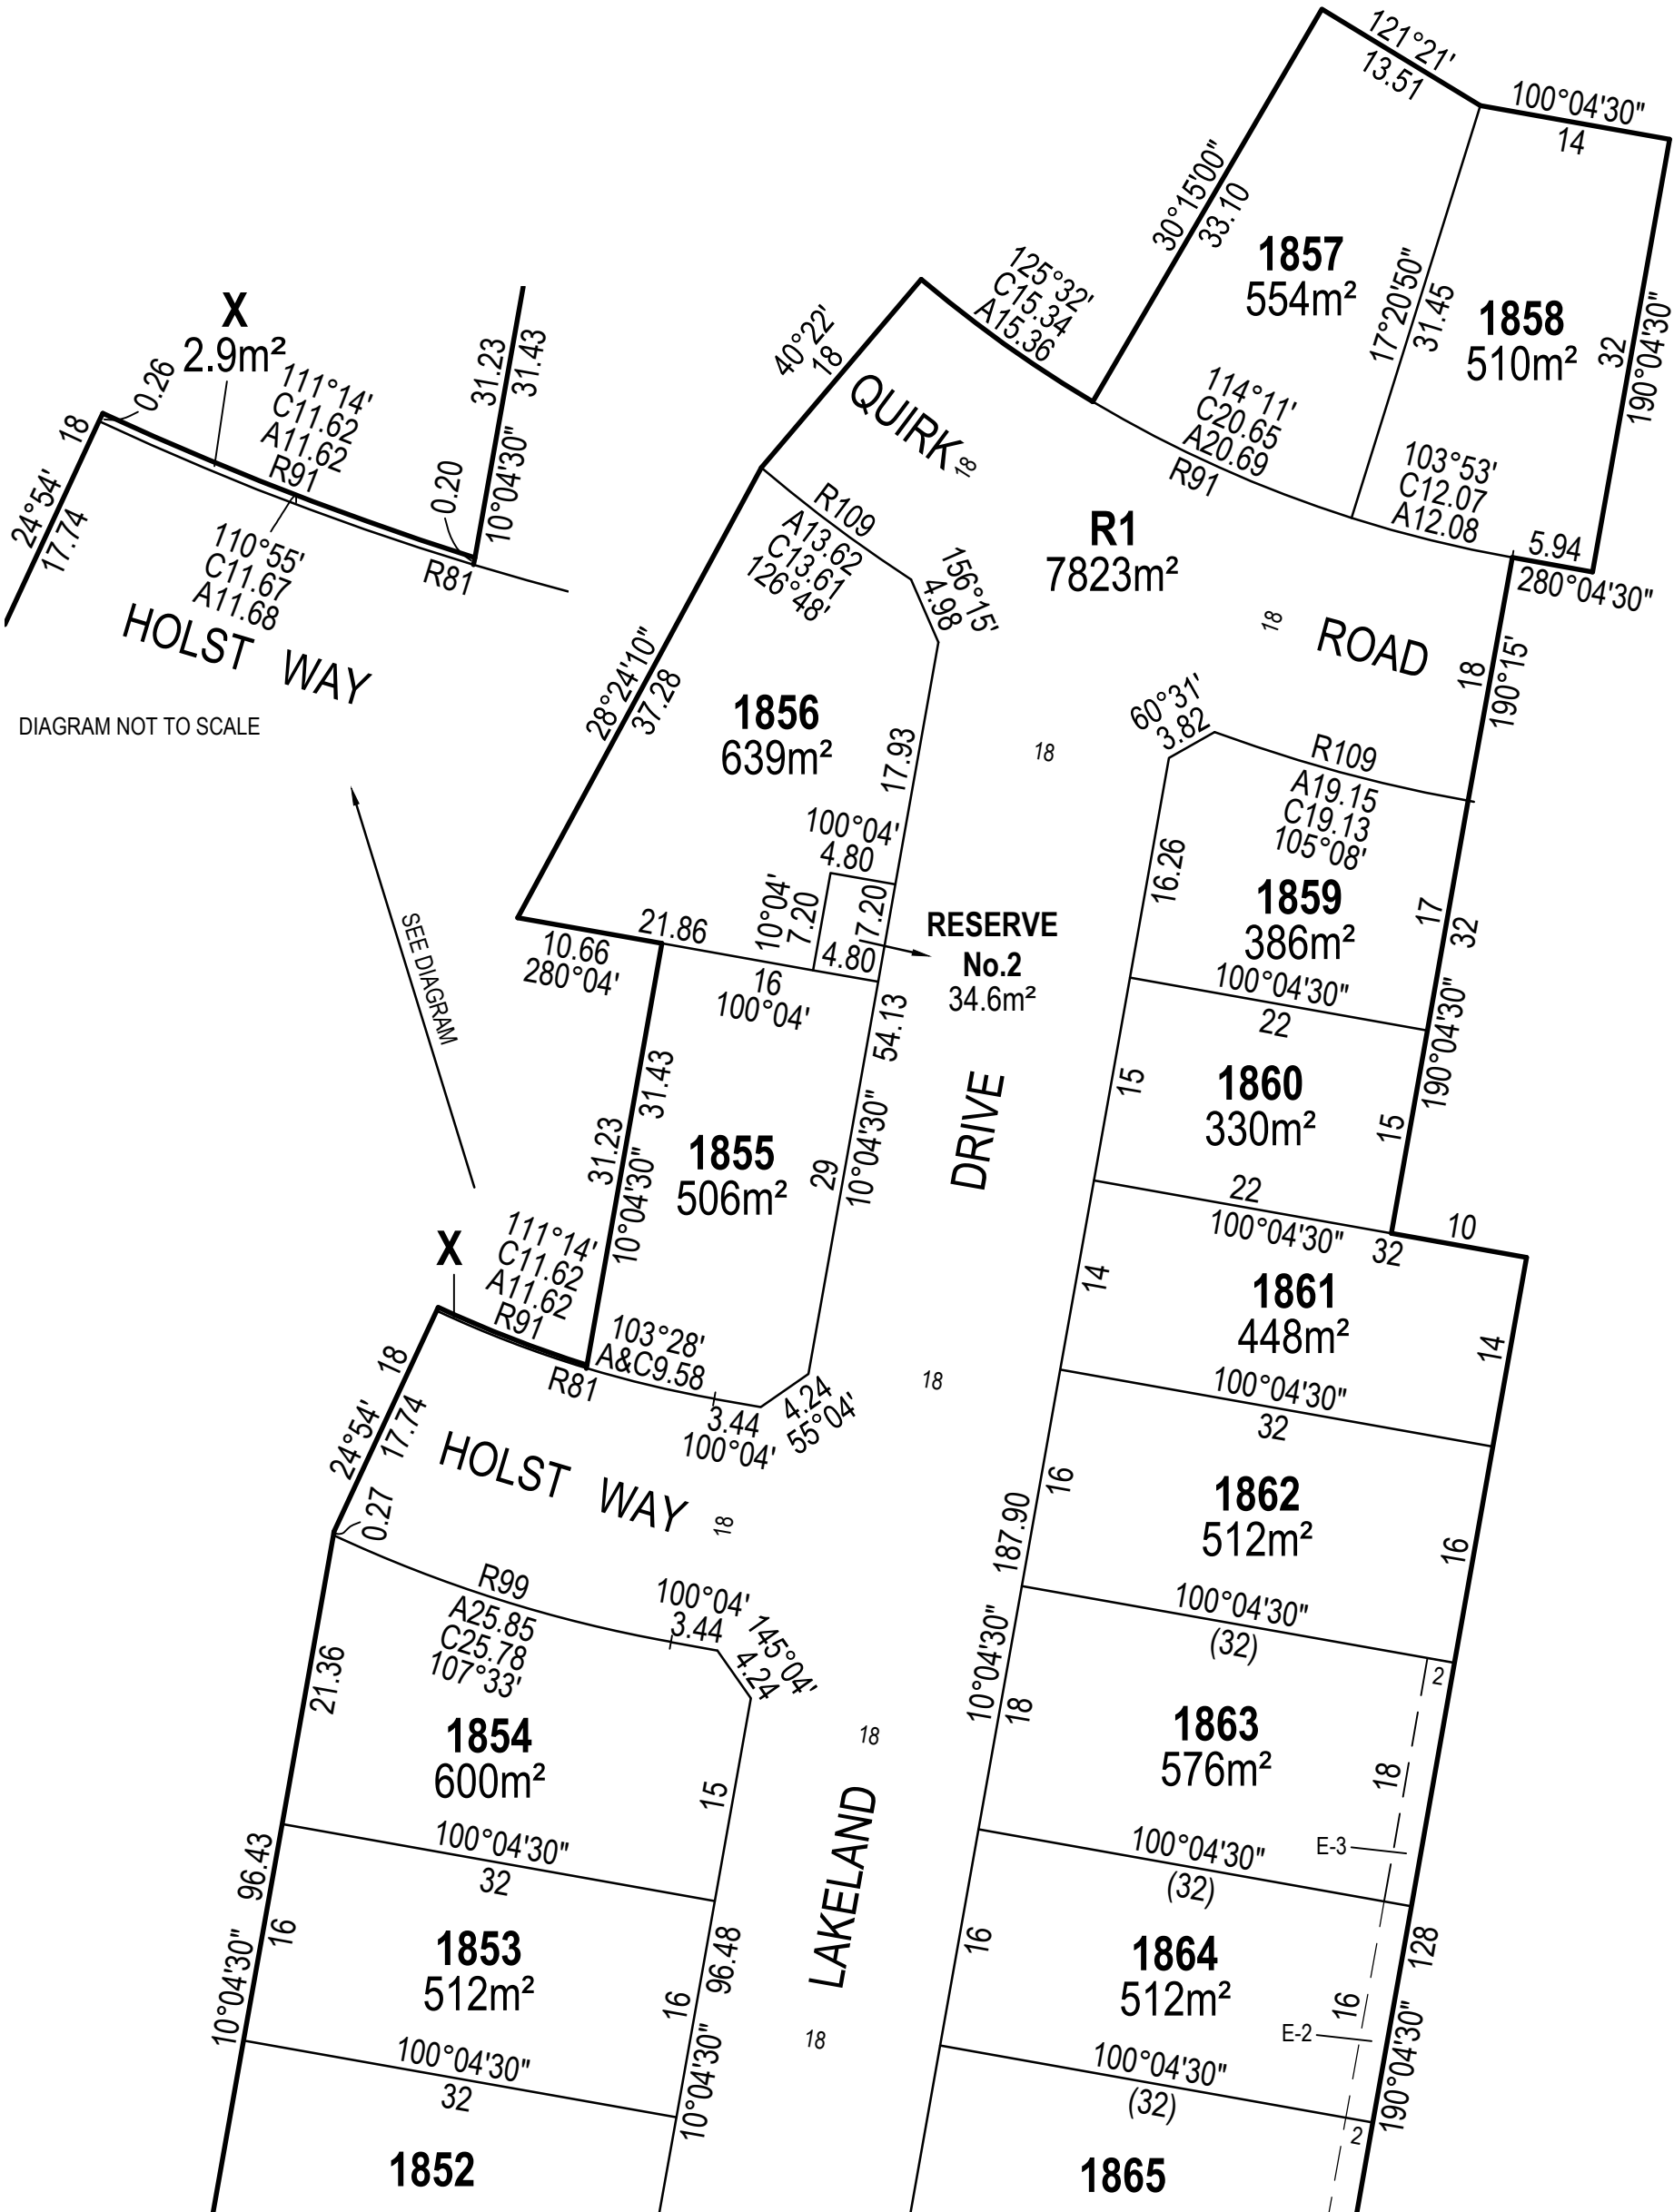 121°21'
13.51
100°04'30"
14
30°15'00"
33.10
1857
554m²
17°20'50"
31.45
1858
510m²
32
190°04'30"
125°32'
C15.34
A15.36
40°22'
18
QUIRK
18
114°11'
C20.65
A20.69
R91
103°53'
C12.07
A12.08
5.94
280°04'30"
X
2.9m²
0.26
111°14'
C11.62
A11.62
R91
31.23
31.43
10°04'30"
0.20
18
24°54'
17.74
110°55'
C11.67
A11.68
R81
HOLST WAY
DIAGRAM NOT TO SCALE
SEE DIAGRAM
R1
7823m²
R109
A13.62
C13.61
126°48'
156°15'
4.98
18
ROAD
18
190°15'
28°24'10"
37.28
1856
639m²
17.93
18
60°31'
3.82
R109
A19.15
C19.13
105°08'
100°04'
4.80
10°04'
7.20
7.20
4.80
RESERVE
No.2
34.6m²
16.26
1859
386m²
17
32
21.86
10.66
280°04'
16
100°04'
100°04'30"
22
190°04'30"
54.13
31.43
31.23
10°04'30"
1855
506m²
29
10°04'30"
DRIVE
15
1860
330m²
15
22
100°04'30"
32
10
X
111°14'
C11.62
A11.62
R91
14
1861
448m²
14
18
24°54'
17.74
R81
103°28'
A&C9.58
3.44
100°04'
4.24
55°04'
18
100°04'30"
32
HOLST WAY
18
0.27
187.90
10°04'30"
16
1862
512m²
16
R99
A25.85
C25.78
107°33'
100°04'
3.44
145°04'
4.24
100°04'30"
(32)
2
21.36
1854
600m²
15
18
18
1863
576m²
18
100°04'30"
32
LAKELAND
100°04'30"
(32)
E-3
96.43
10°04'30"
16
1853
512m²
16
96.48
10°04'30"
18
16
1864
512m²
16
128
190°04'30"
E-2
100°04'30"
32
100°04'30"
(32)
2
1852
1865